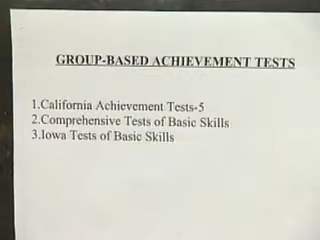 GROUP-BASED ACHIEVEMENT TESTS
1.California Achievement Tests-5
2.Comprehensive Tests of Basic Skills
3.Iowa Tests of Basic Skills